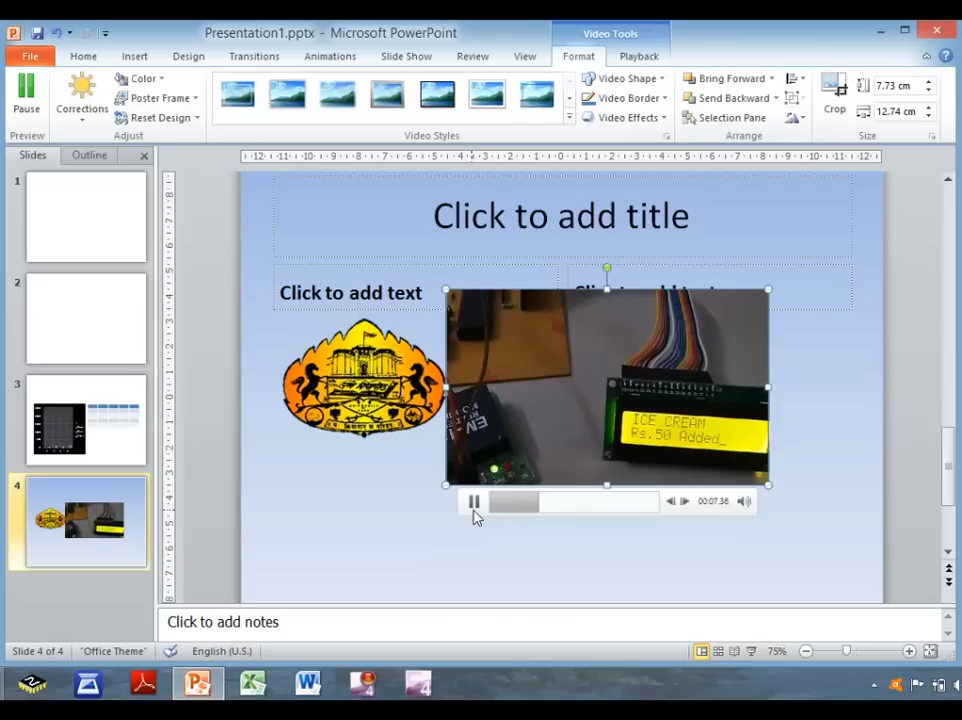 Presentation1.pptx - Microsoft PowerPoint
Video Tools
File Home Insert Design Transitions Animations Slide Show Review View Format Playback
Pause
Corrections
Color
Poster Frame
Reset Design
Video Shape
Video Border
Video Effects
Bring Forward
Send Backward
Selection Pane
Crop
7.73 cm
12.74 cm
Preview Adjust Video Styles Arrange Size
Slides Outline
1
2
3
4
Click to add title
Click to add text
ICE CREAM
Rs.50 Added_
00:07.36
Click to add notes
Slide 4 of 4 "Office Theme" English (U.S.) 75%